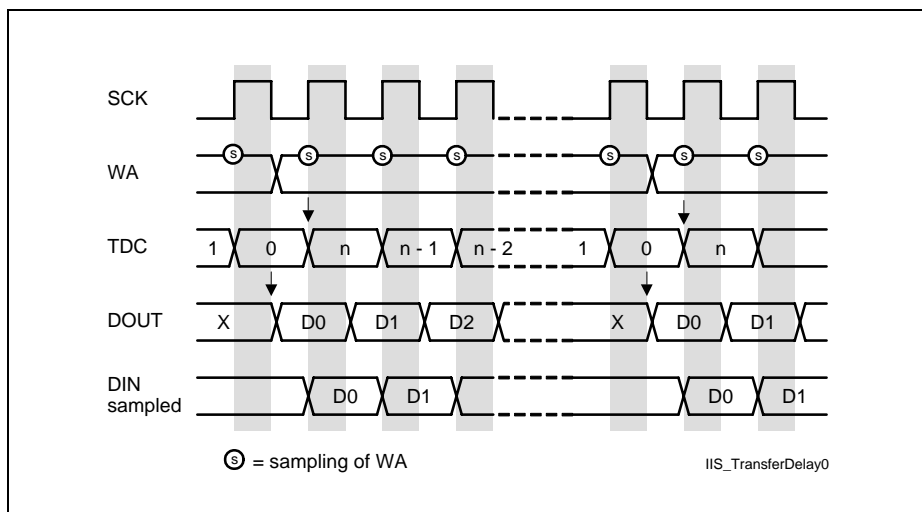 SCK
s s s s s s s
WA
TDC 1 0 n n - 1 n - 2 1 0 n
DOUT X D0 D1 D2 X D0 D1
DIN
sampled
D0 D1 D0 D1
s = sampling of WA
IIS_TransferDelay0